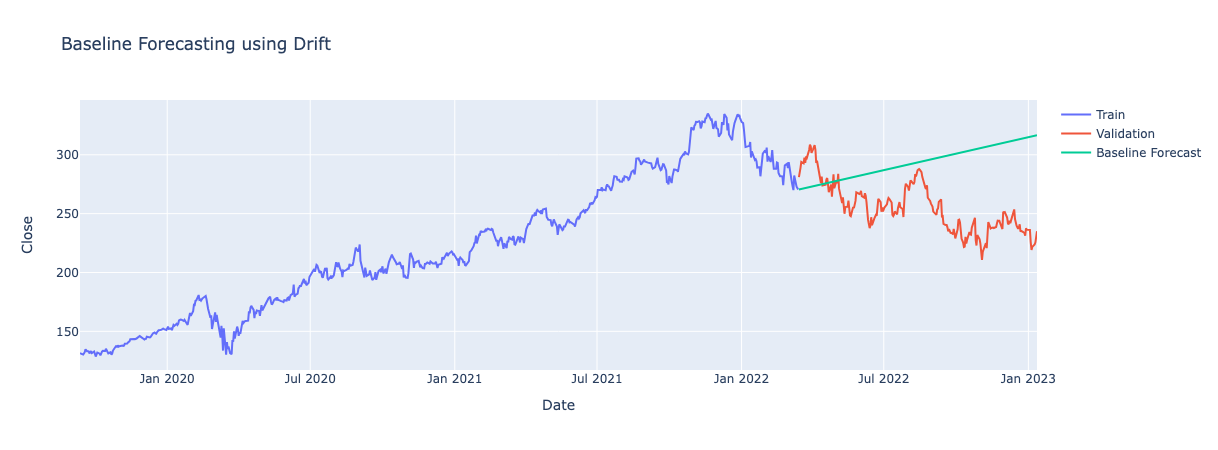 Baseline Forecasting using Drift
Train
Validation
Baseline Forecast
Close
300
250
200
150
Jan 2020
Jul 2020
Jan 2021
Jul 2021
Jan 2022
Jul 2022
Jan 2023
Date